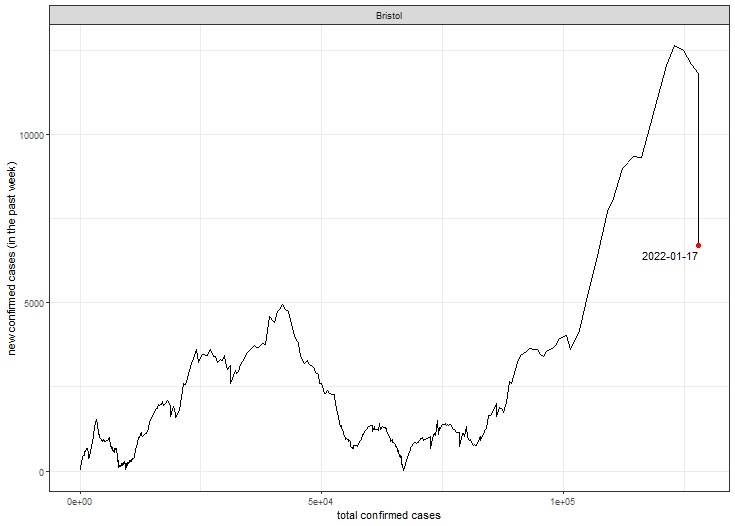 Bristol
10000
5000
0
new confirmed cases (in the past week)
2022-01-17
0e+00
5e+04
1e+05
total confirmed cases